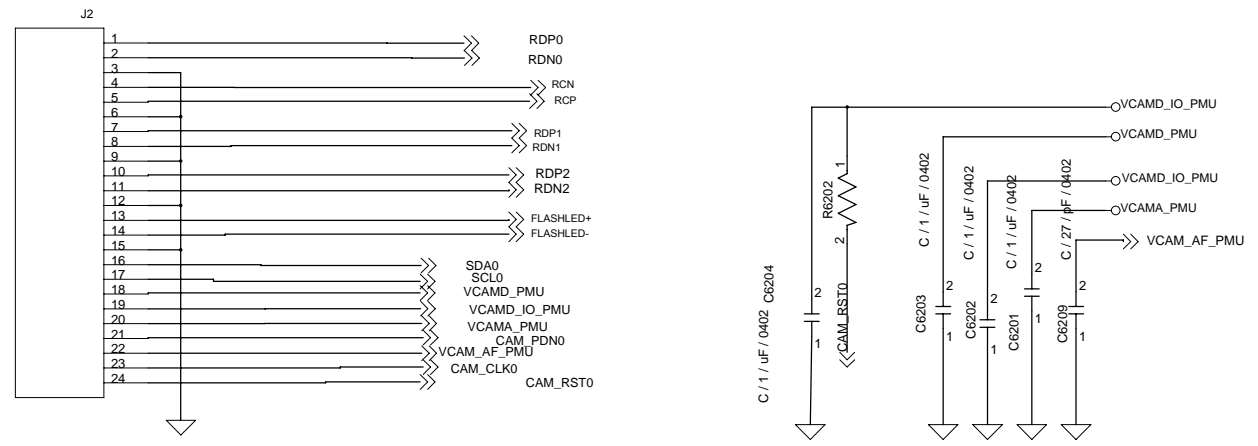 J2
1
RDP0
2
RDN0
3
4
RCN
5
RCP
6
7
RDP1
8
RDN1
9
10
RDP2
11
RDN2
12
13
FLASHLED+
14
FLASHLED-
15
16
SDA0
17
SCL0
18
VCAMD_PMU
19
VCAMD_IO_PMU
20
VCAMA_PMU
21
CAM_PDN0
22
VCAM_AF_PMU
23
CAM_CLK0
24
CAM_RST0
VCAMD_IO_PMU
VCAMD_PMU
VCAMD_IO_PMU
VCAMA_PMU
VCAM_AF_PMU
C / 1 / uF / 0402 C6204
2
1
R6202
1
2
CAM_RST0
C / 1 / uF / 0402
C6203
2
1
C / 1 / uF / 0402
C6202
2
1
C / 1 / uF / 0402
C6201
2
1
C / 27 / pF / 0402
C6209
2
1